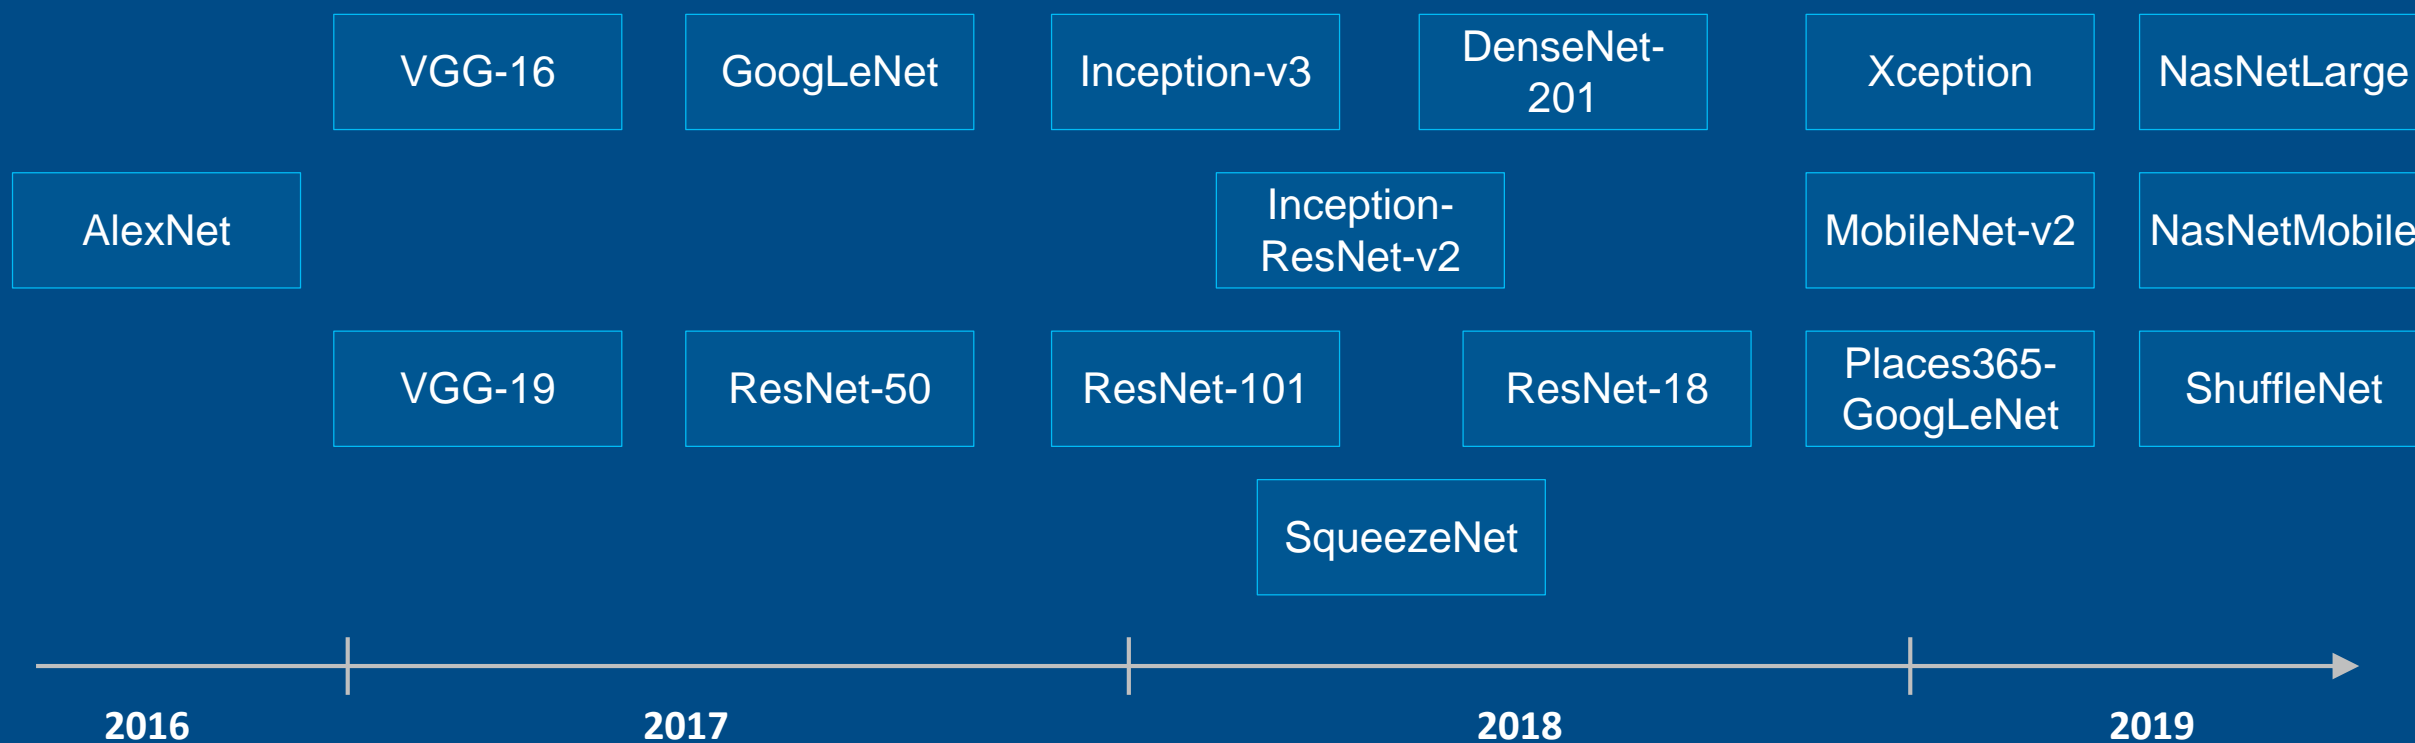 VGG-16
GoogLeNet
Inception-v3
DenseNet-
201
Xception
NasNetLarge
AlexNet
Inception-
ResNet-v2
MobileNet-v2
NasNetMobile
VGG-19
ResNet-50
ResNet-101
ResNet-18
Places365-
GoogLeNet
ShuffleNet
SqueezeNet
2016
2017
2018
2019